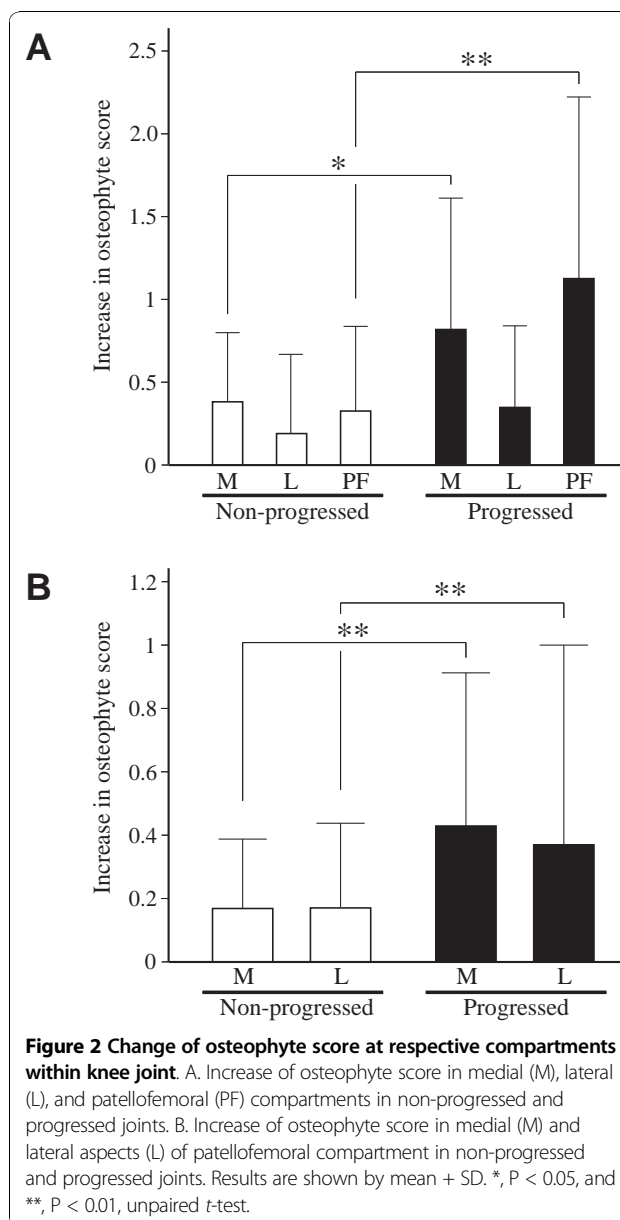 A
2.5
2.0
1.5
1
0.5
0
Increase in osteophyte score
*
**
M L PF M L PF
Non-progressed Progressed
B
1.2
1
0.8
0.6
0.4
0.2
0
Increase in osteophyte score
**
**
M L M L
Non-progressed Progressed
Figure 2 Change of osteophyte score at respective compartments
within knee joint. A. Increase of osteophyte score in medial (M), lateral
(L), and patellofemoral (PF) compartments in non-progressed and
progressed joints. B. Increase of osteophyte score in medial (M) and
lateral aspects (L) of patellofemoral compartment in non-progressed
and progressed joints. Results are shown by mean + SD. *, P < 0.05, and
**, P < 0.01, unpaired t-test.